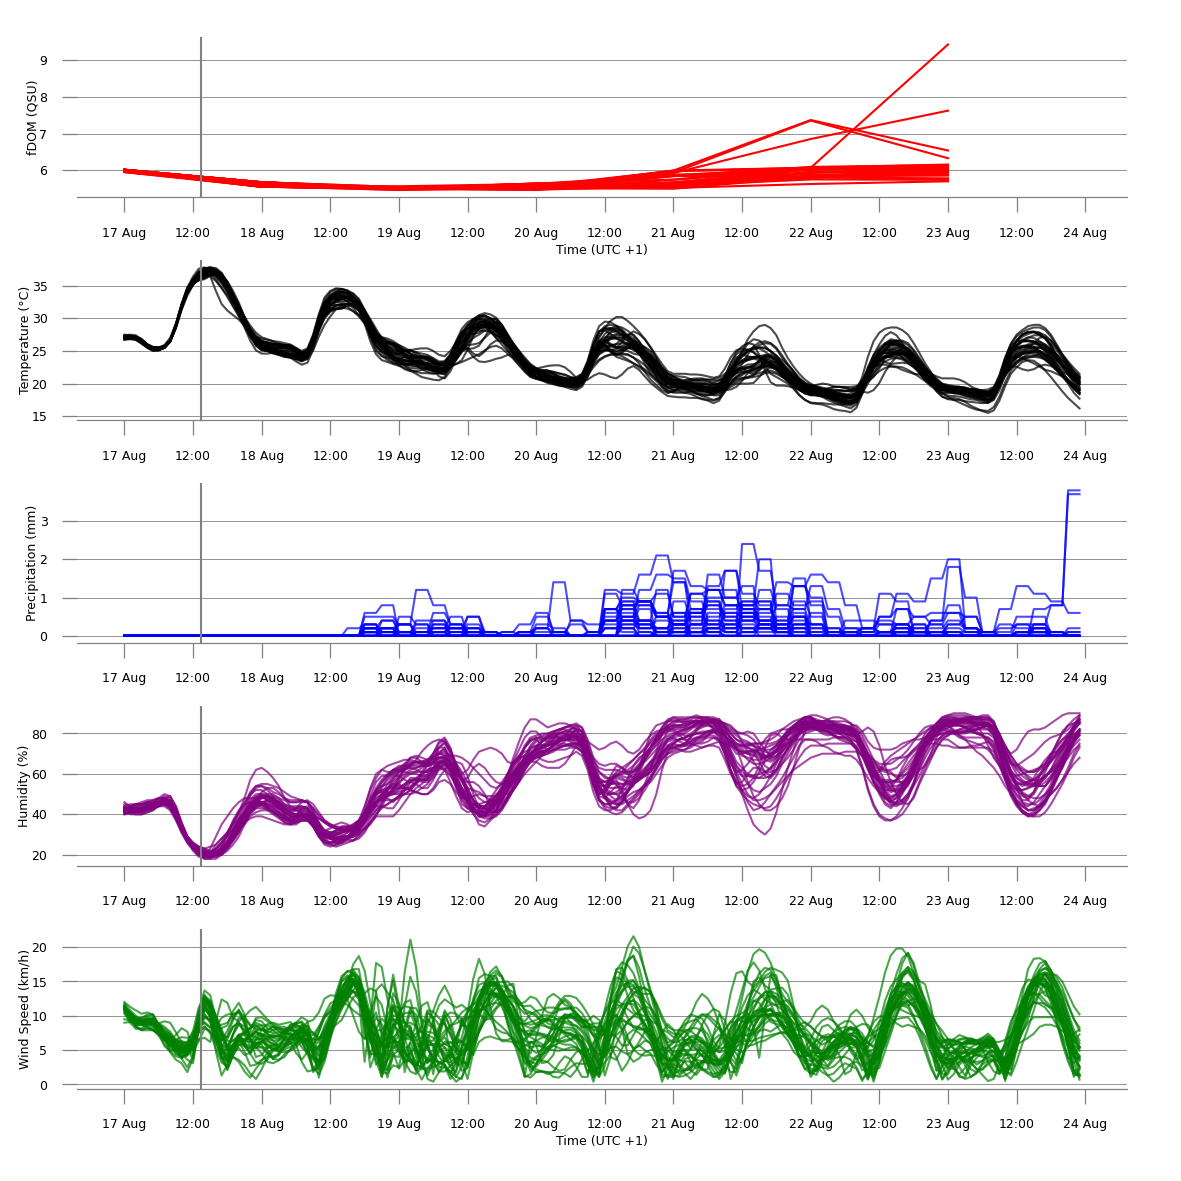 fDOM (QSU)
9
8
7
6
17 Aug 12:00 18 Aug 12:00 19 Aug 12:00 20 Aug 12:00 21 Aug 12:00 22 Aug 12:00 23 Aug 12:00 24 Aug
Time (UTC +1)
Temperature (°C)
35
30
25
20
15
17 Aug 12:00 18 Aug 12:00 19 Aug 12:00 20 Aug 12:00 21 Aug 12:00 22 Aug 12:00 23 Aug 12:00 24 Aug
Precipitation (mm)
3
2
1
0
17 Aug 12:00 18 Aug 12:00 19 Aug 12:00 20 Aug 12:00 21 Aug 12:00 22 Aug 12:00 23 Aug 12:00 24 Aug
Humidity (%)
80
60
40
20
17 Aug 12:00 18 Aug 12:00 19 Aug 12:00 20 Aug 12:00 21 Aug 12:00 22 Aug 12:00 23 Aug 12:00 24 Aug
Wind Speed (km/h)
20
15
10
5
0
17 Aug 12:00 18 Aug 12:00 19 Aug 12:00 20 Aug 12:00 21 Aug 12:00 22 Aug 12:00 23 Aug 12:00 24 Aug
Time (UTC +1)